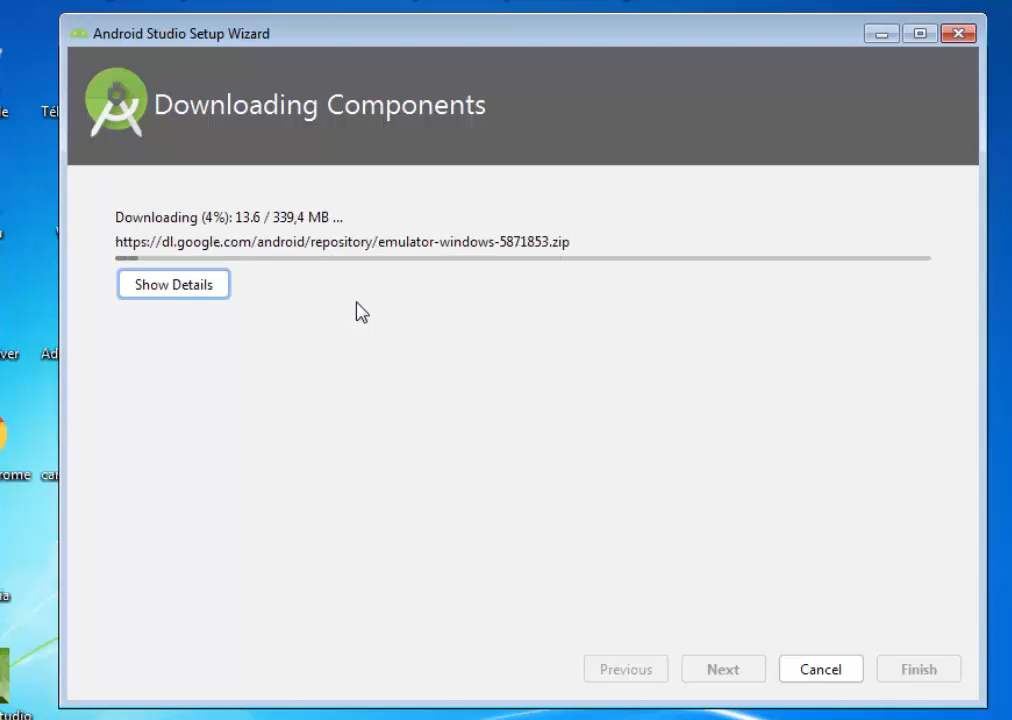 Android Studio Setup Wizard
Downloading Components
Downloading (4%): 13.6 / 339,4 MB ...
https://dl.google.com/android/repository/emulator-windows-5871853.zip
Show Details
Previous
Next
Cancel
Finish